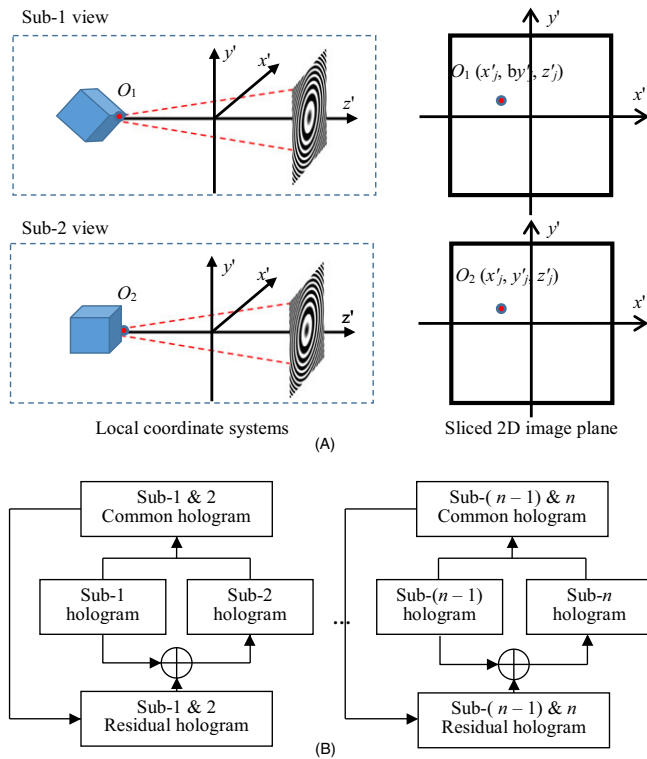 Sub-1 view
O₁
y'
x'
z'
y'
O₁ (x'ⱼ, by'ⱼ, z'ⱼ)
x'
Sub-2 view
O₂
y'
x'
z'
y'
O₂ (x'ⱼ, y'ⱼ, z'ⱼ)
x'
Local coordinate systems
Sliced 2D image plane
(A)
Sub-1 & 2
Common hologram
Sub-1
hologram
Sub-2
hologram
Sub-1 & 2
Residual hologram
...
Sub-(n – 1) & n
Common hologram
Sub-(n – 1)
hologram
Sub-n
hologram
Sub-(n – 1) & n
Residual hologram
(B)